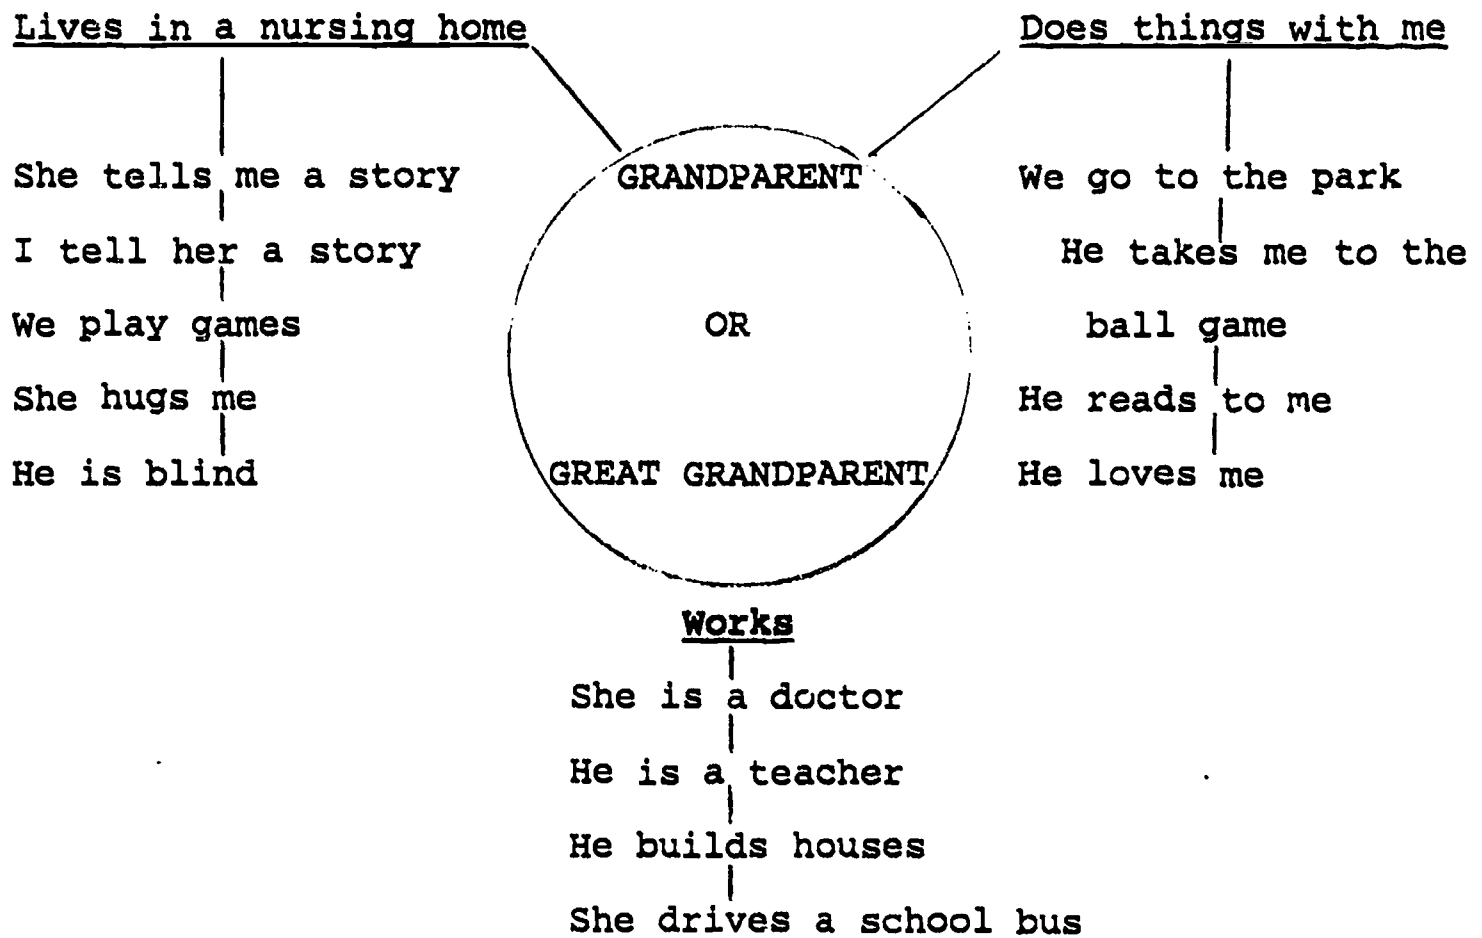 Lives in a nursing home
She tells me a story
I tell her a story
We play games
She hugs me
He is blind
GRANDPARENT
OR
GREAT GRANDPARENT
Does things with me
We go to the park
He takes me to the
ball game
He reads to me
He loves me
Works
She is a doctor
He is a teacher
He builds houses
She drives a school bus